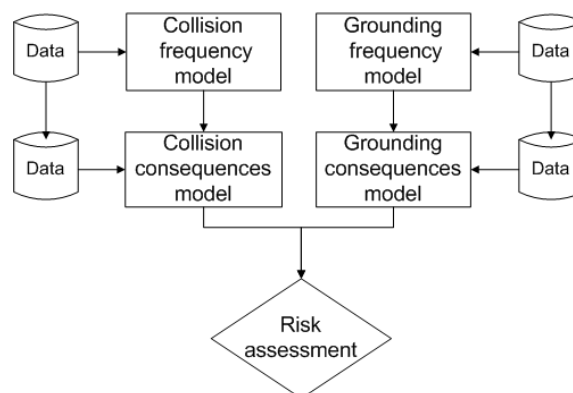 Data
Collision
frequency
model
Grounding
frequency
model
Data
Data
Collision
consequences
model
Grounding
consequences
model
Data
Risk
assessment